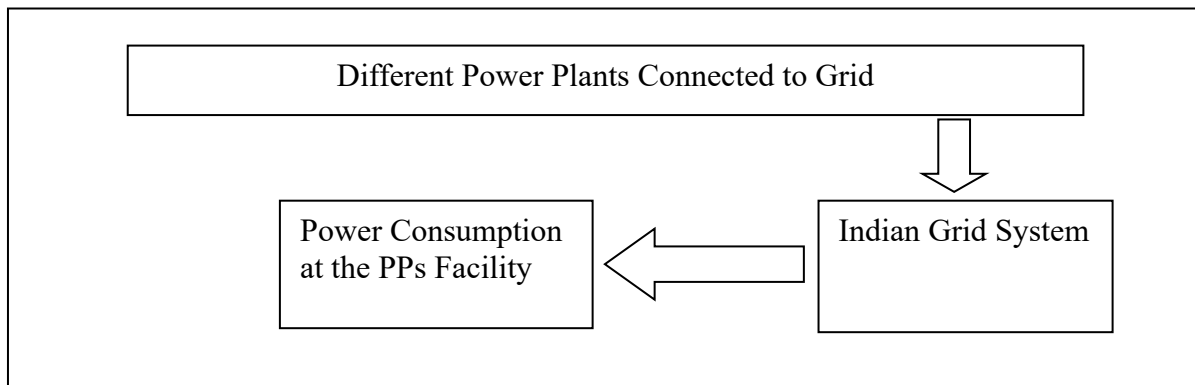 Different Power Plants Connected to Grid
Power Consumption
at the PPs Facility
Indian Grid System